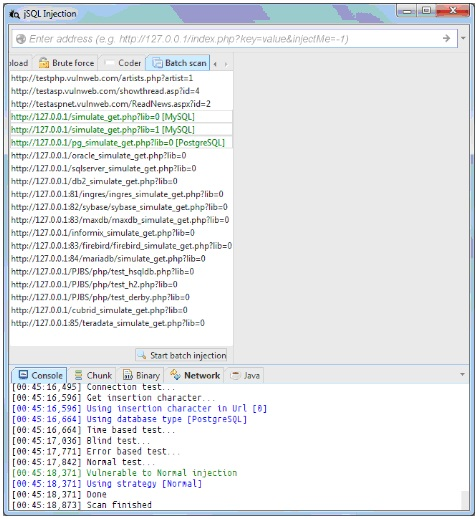 jSQL Injection
Enter address (e.g. http://127.0.0.1/index.php?key=value&injectMe=-1)
pload Brute force Coder Batch scan
http://testphp.vulnweb.com/artists.php?artist=1
http://testasp.vulnweb.com/showthread.asp?id=4
http://testaspnet.vulnweb.com/ReadNews.aspx?id=2
http://127.0.0.1/simulate_get.php?lib=0 [MySQL]
http://127.0.0.1/simulate_get.php?lib=1 [MySQL]
http://127.0.0.1/pg_simulate_get.php?lib=0 [PostgreSQL]
http://127.0.0.1/oracle_simulate_get.php?lib=0
http://127.0.0.1/sqlserver_simulate_get.php?lib=0
http://127.0.0.1/db2_simulate_get.php?lib=0
http://127.0.0.1:81/ingres/ingres_simulate_get.php?lib=0
http://127.0.0.1:82/sybase/sybase_simulate_get.php?lib=0
http://127.0.0.1:83/maxdb/maxdb_simulate_get.php?lib=0
http://127.0.0.1/informix_simulate_get.php?lib=0
http://127.0.0.1:83/firebird/firebird_simulate_get.php?lib=0
http://127.0.0.1:84/mariadb/simulate_get.php?lib=0
http://127.0.0.1/PJBS/php/test_hsqldb.php?lib=0
http://127.0.0.1/PJBS/php/test_h2.php?lib=0
http://127.0.0.1/PJBS/php/test_derby.php?lib=0
http://127.0.0.1/cubrid_simulate_get.php?lib=0
http://127.0.0.1:85/teradata_simulate_get.php?lib=0
Start batch injection
Console Chunk Binary Network Java
[00:45:16,495] Connection test...
[00:45:16,596] Get insertion character...
[00:45:16,596] Using insertion character in Url [0]
[00:45:16,664] Using database type [PostgreSQL]
[00:45:16,664] Time based test...
[00:45:17,036] Blind test...
[00:45:17,771] Error based test...
[00:45:17,842] Normal test...
[00:45:18,371] Vulnerable to Normal injection
[00:45:18,371] Using strategy [Normal]
[00:45:18,371] Done
[00:45:18,873] Scan finished